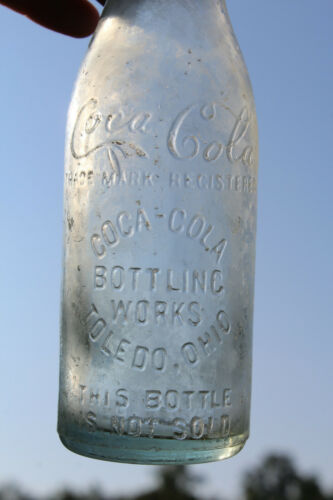 Coca Cola
TRADE MARK REGISTERED
COCA-COLA
BOTTLING
WORKS
TOLEDO, OHIO
THIS BOTTLE
IS NOT SOLD